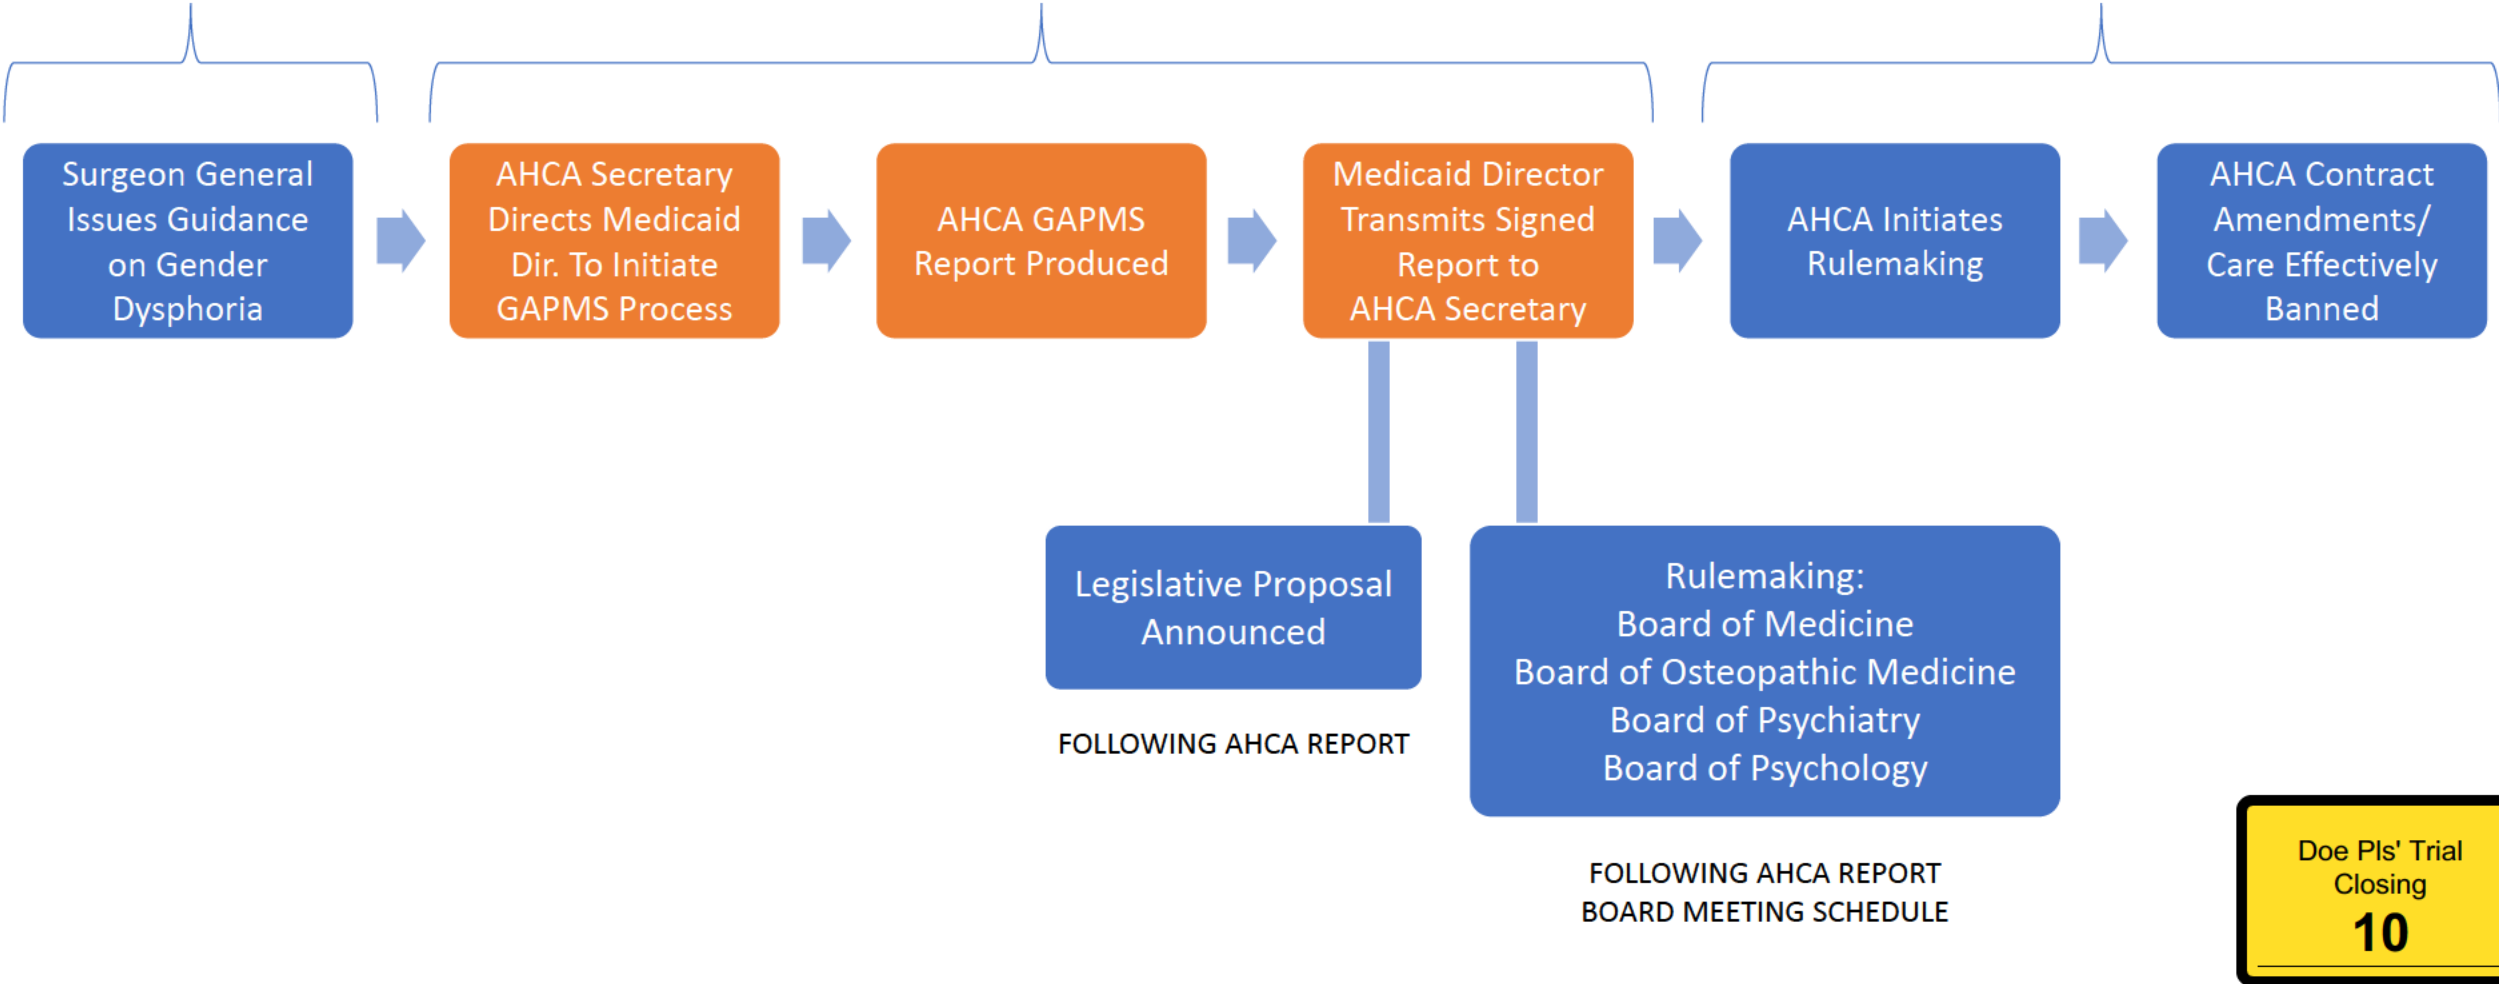 Surgeon General
Issues Guidance
on Gender
Dysphoria
AHCA Secretary
Directs Medicaid
Dir. To Initiate
GAPMS Process
AHCA GAPMS
Report Produced
Medicaid Director
Transmits Signed
Report to
AHCA Secretary
AHCA Initiates
Rulemaking
AHCA Contract
Amendments/
Care Effectively
Banned
Legislative Proposal
Announced
FOLLOWING AHCA REPORT
Rulemaking:
Board of Medicine
Board of Osteopathic Medicine
Board of Psychiatry
Board of Psychology
FOLLOWING AHCA REPORT
BOARD MEETING SCHEDULE
Doe Pls' Trial
Closing
10